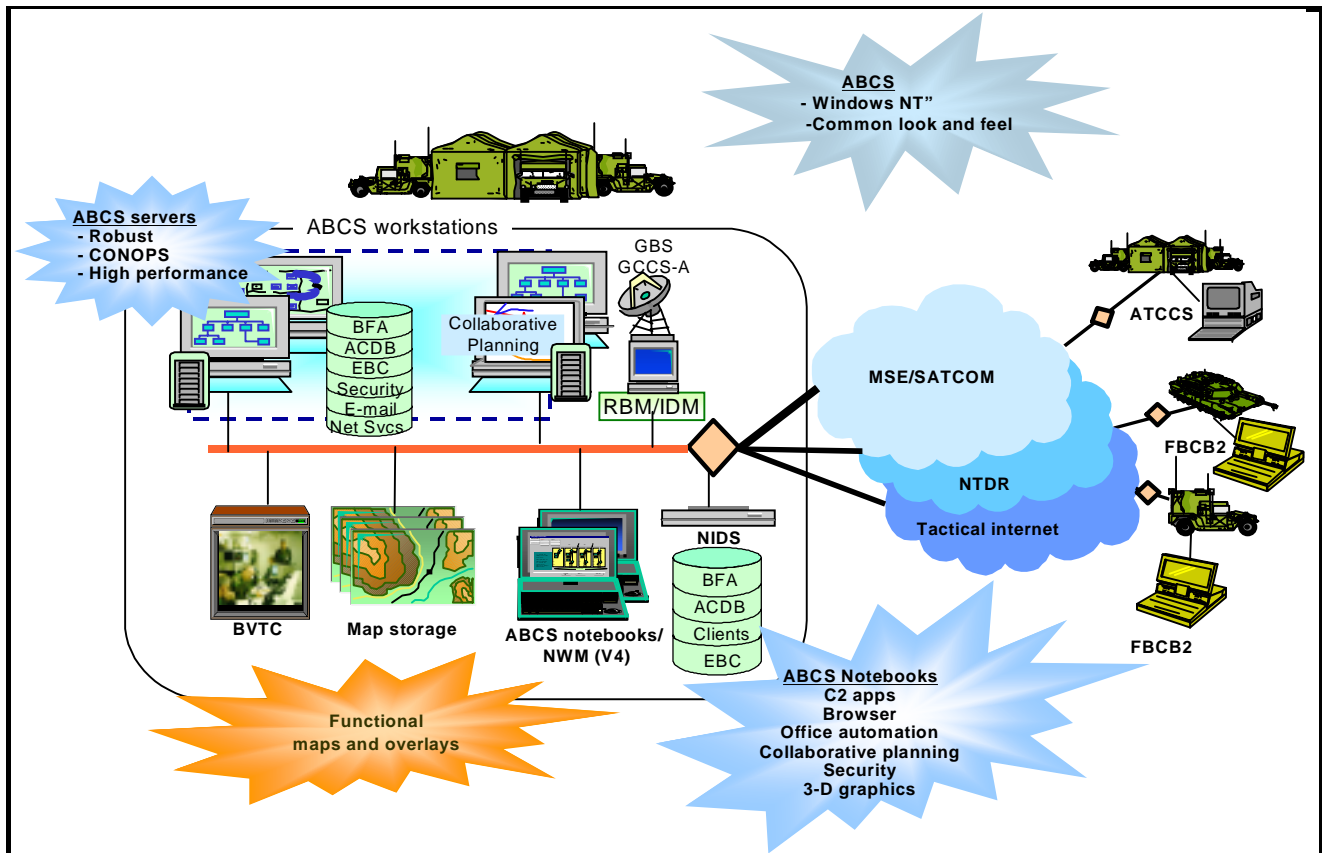 ABCS
- Windows NT”
-Common look and feel
ABCS servers
- Robust
- CONOPS
- High performance
ABCS workstations
GBS
GCCS-A
BFA
ACDB
EBC
Security
E-mail
Net Svcs
Collaborative
Planning
RBM/IDM
MSE/SATCOM
NTDR
Tactical internet
ATCCS
FBCB2
FBCB2
BVTC
Map storage
ABCS notebooks/
NWM (V4)
NIDS
BFA
ACDB
Clients
EBC
Functional
maps and overlays
ABCS Notebooks
C2 apps
Browser
Office automation
Collaborative planning
Security
3-D graphics